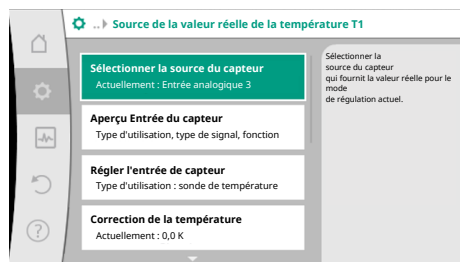 ..▶ Source de la valeur réelle de la température T1
Sélectionner la source du capteur
Actuellement : Entrée analogique 3
Aperçu Entrée du capteur
Type d'utilisation, type de signal, fonction
Régler l'entrée de capteur
Type d'utilisation : sonde de température
Correction de la température
Actuellement : 0,0 K
Sélectionner la
source du capteur
qui fournit la valeur réelle pour le
mode
de régulation actuel.